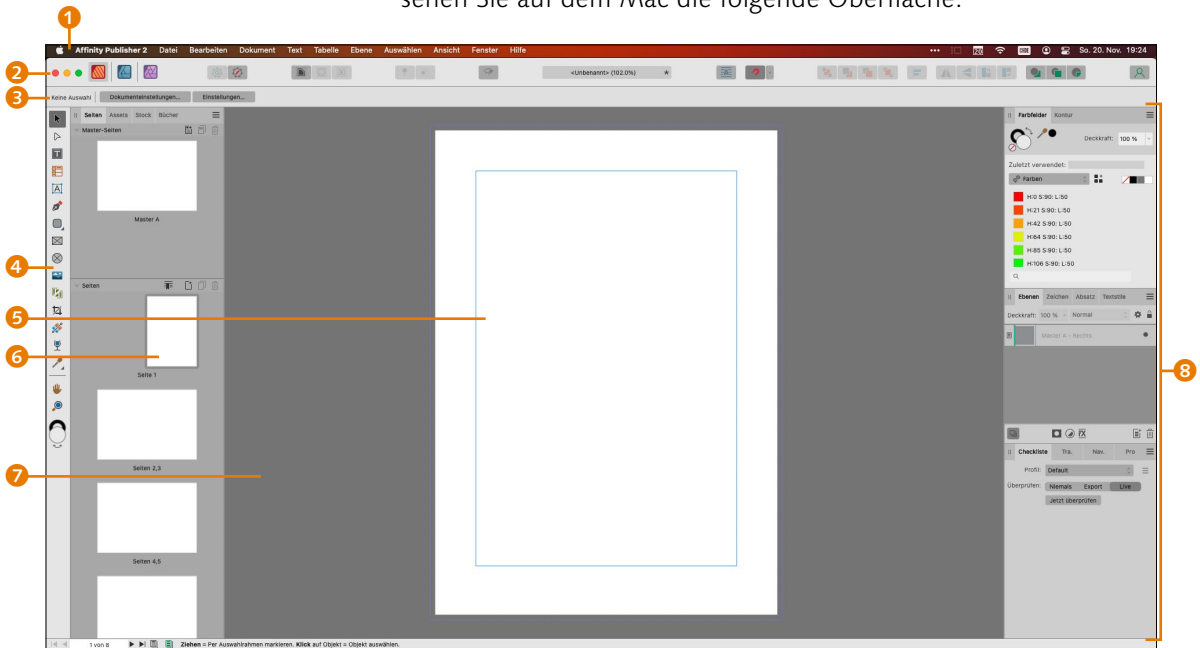 sehen Sie auf dem Mac die folgende Oberfläche:
1
Affinity Publisher 2 Datei Bearbeiten Dokument Text Tabelle Ebene Auswählen Ansicht Fenster Hilfe
So. 20. Nov. 19:24
2
<Unbenannt> (102.0%)
3
Keine Auswahl Dokumenteinstellungen... Einstellungen...
8
Seiten Assets Stock Bücher
Master-Seiten
Master A
4
Seiten
5
6
Seite 1
Seiten 2,3
7
Seiten 4,5
1 von 8
Ziehen = Per Auswahlrahmen markieren. Klick auf Objekt = Objekt auswählen.
Farbfelder Kontur
Deckkraft: 100 %
Zuletzt verwendet:
Farben
H:0 S:90: L:50
H:21 S:90: L:50
H:42 S:90: L:50
H:64 S:90: L:50
H:85 S:90: L:50
H:106 S:90: L:50
Ebenen Zeichen Absatz Textstile
Deckkraft: 100 % Normal
Master A - Rechts
Checkliste Tra. Nav. Pro
Profil: Default
Überprüfen: Niemals Export Live
Jetzt überprüfen